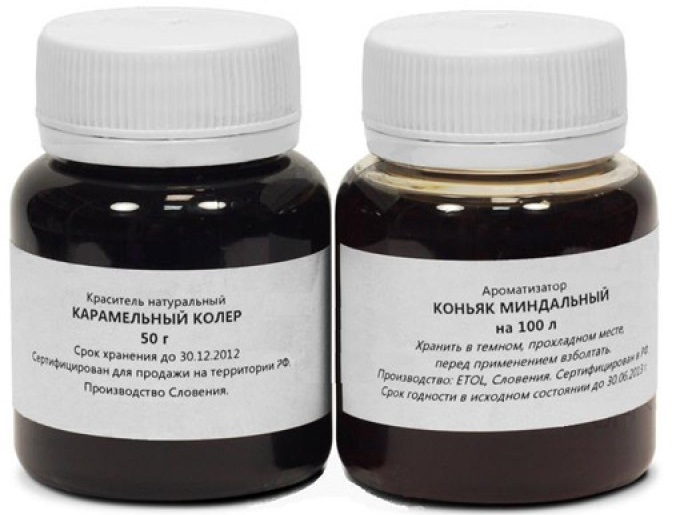 Краситель натуральный
КАРАМЕЛЬНЫЙ КОЛЕР
50 г
Срок хранения до 30.12.2012
Сертифицирован для продажи на территории РФ.
Производство Словения.
Ароматизатор
КОНЬЯК МИНДАЛЬНЫЙ
на 100 л
Хранить в темном, прохладном месте,
перед применением взболтать.
Производство: ETOL, Словения. Сертифицирован в РФ.
Срок годности в исходном состоянии до 30.06.2013 г.